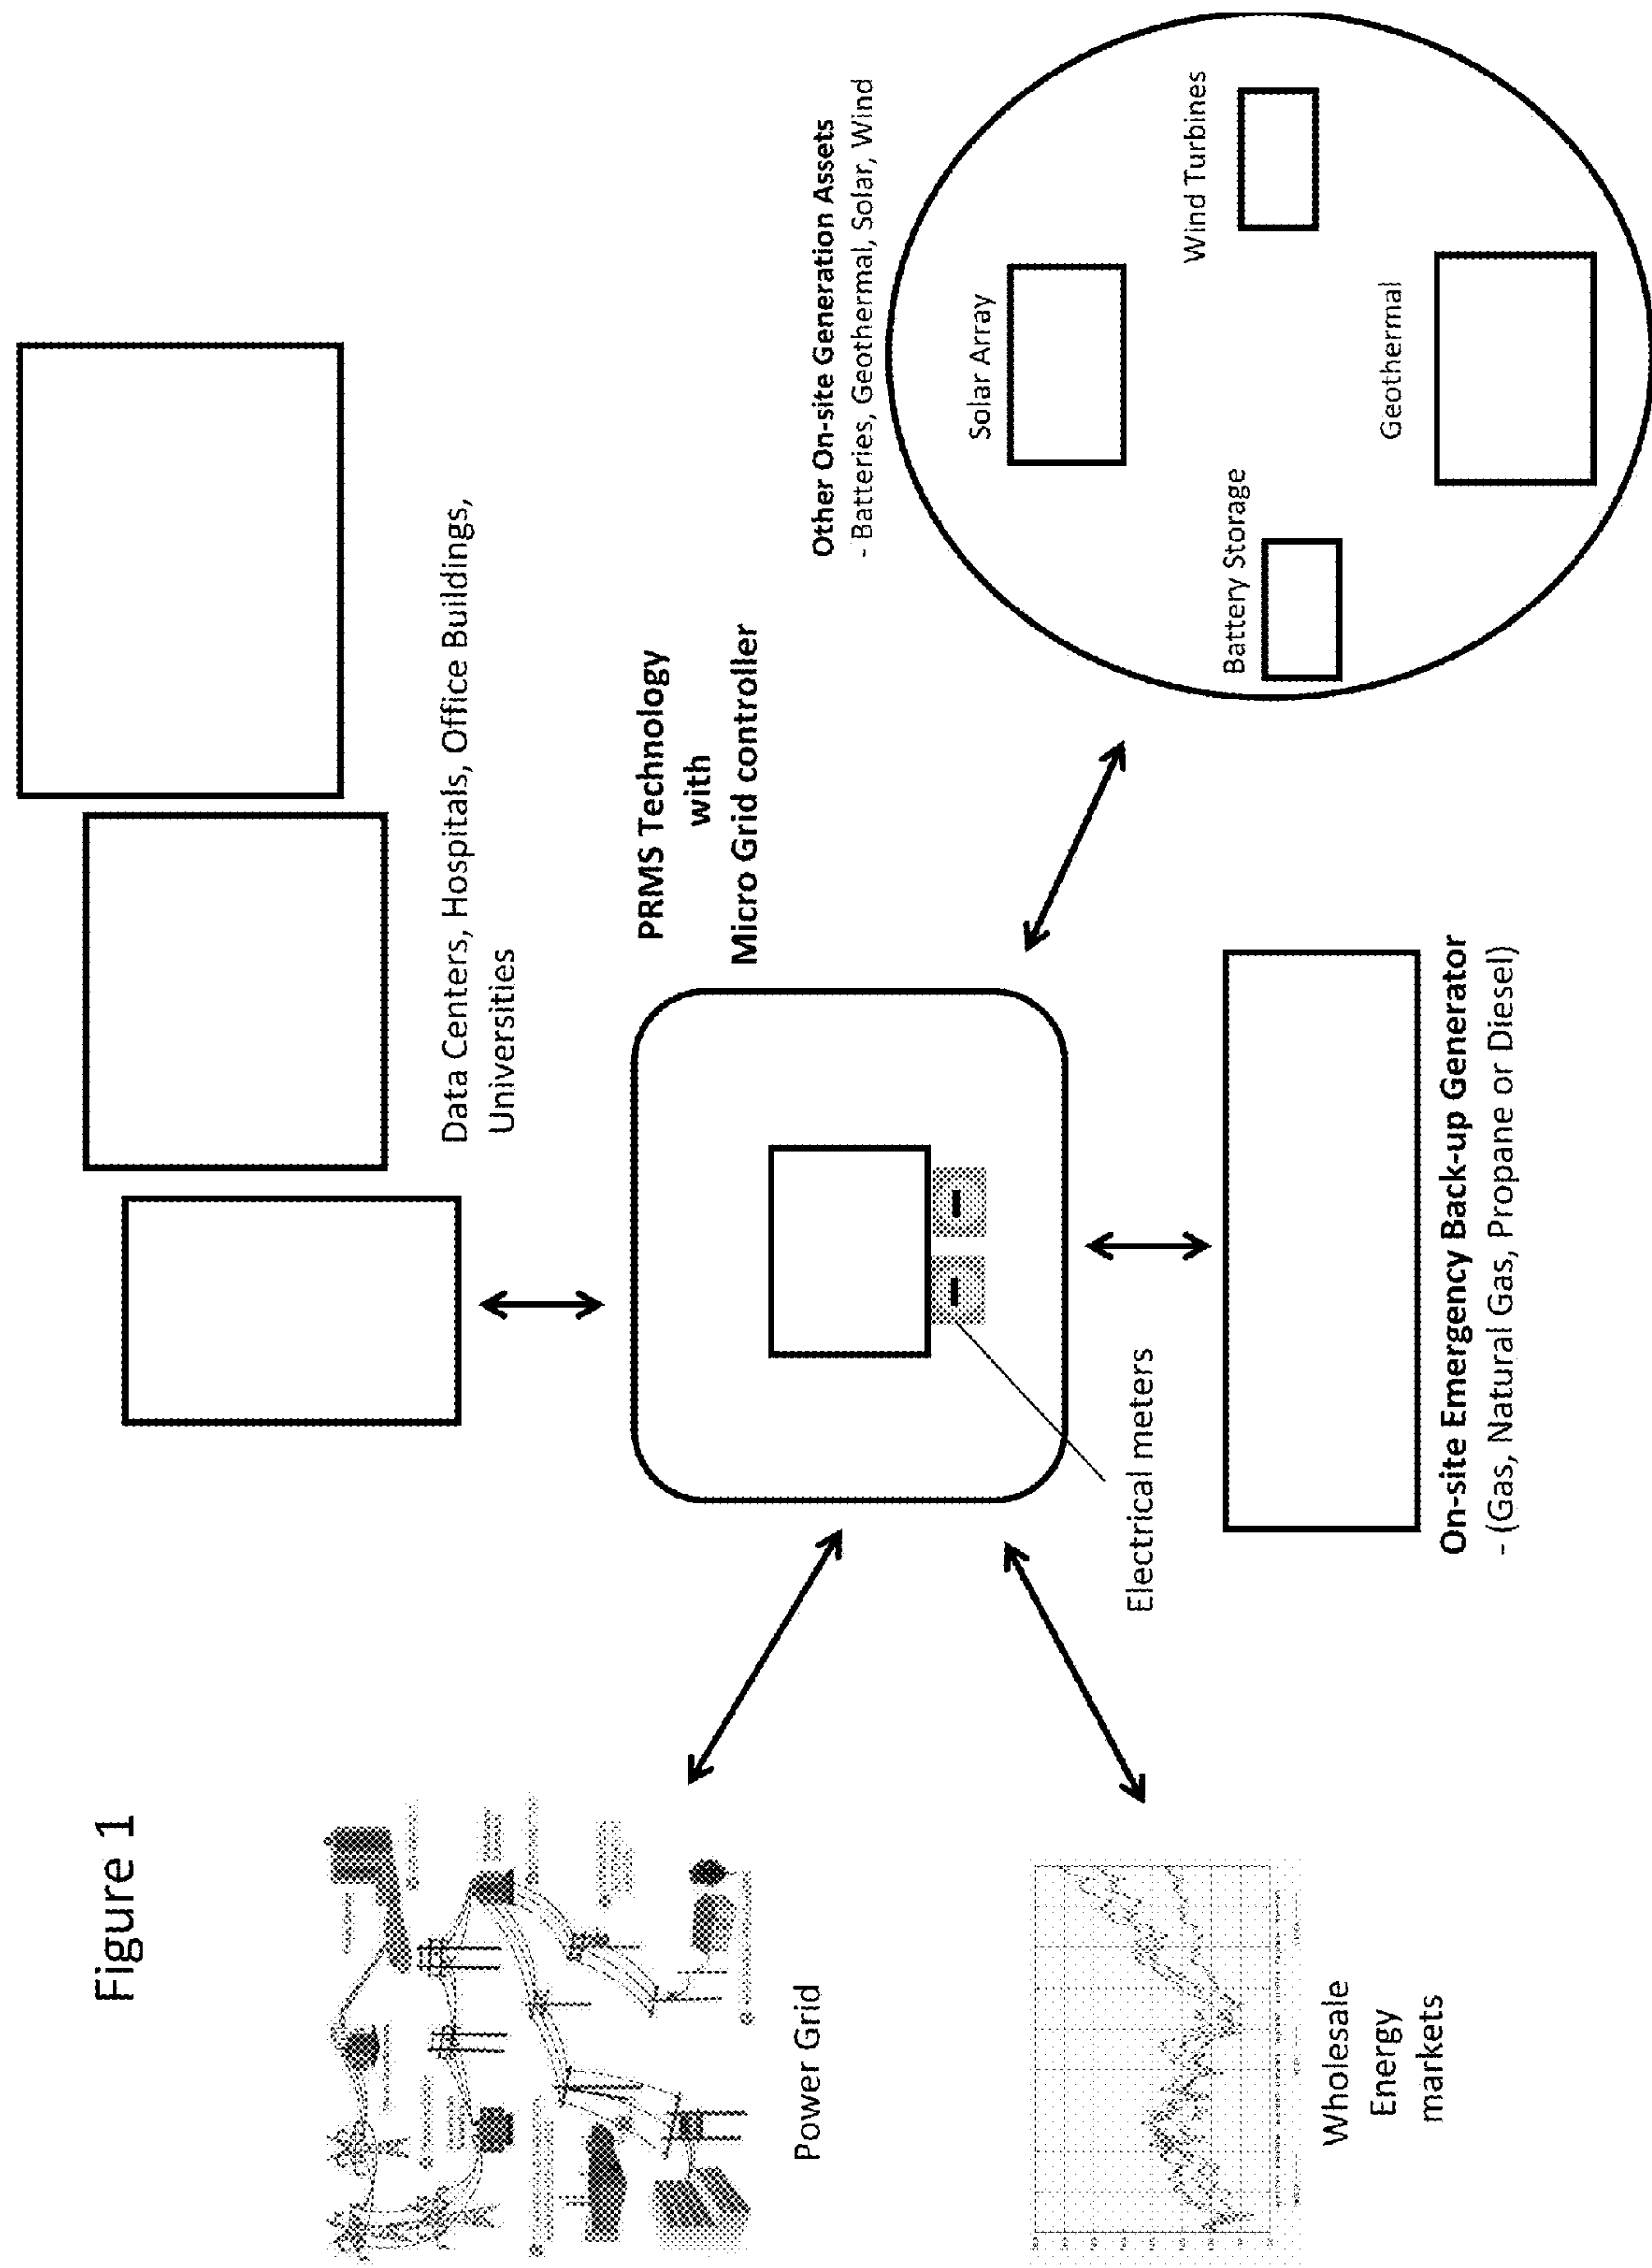 Figure 1
Data Centers, Hospitals, Office Buildings,
Universities
Power Grid
PRMS Technology
with
Micro Grid controller
Electrical meters
Wholesale
Energy
markets
On-site Emergency Back-up Generator
- (Gas, Natural Gas, Propane or Diesel)
Other On-site Generation Assets
- Batteries, Geothermal, Solar, Wind
Solar Array
Wind Turbines
Battery Storage
Geothermal